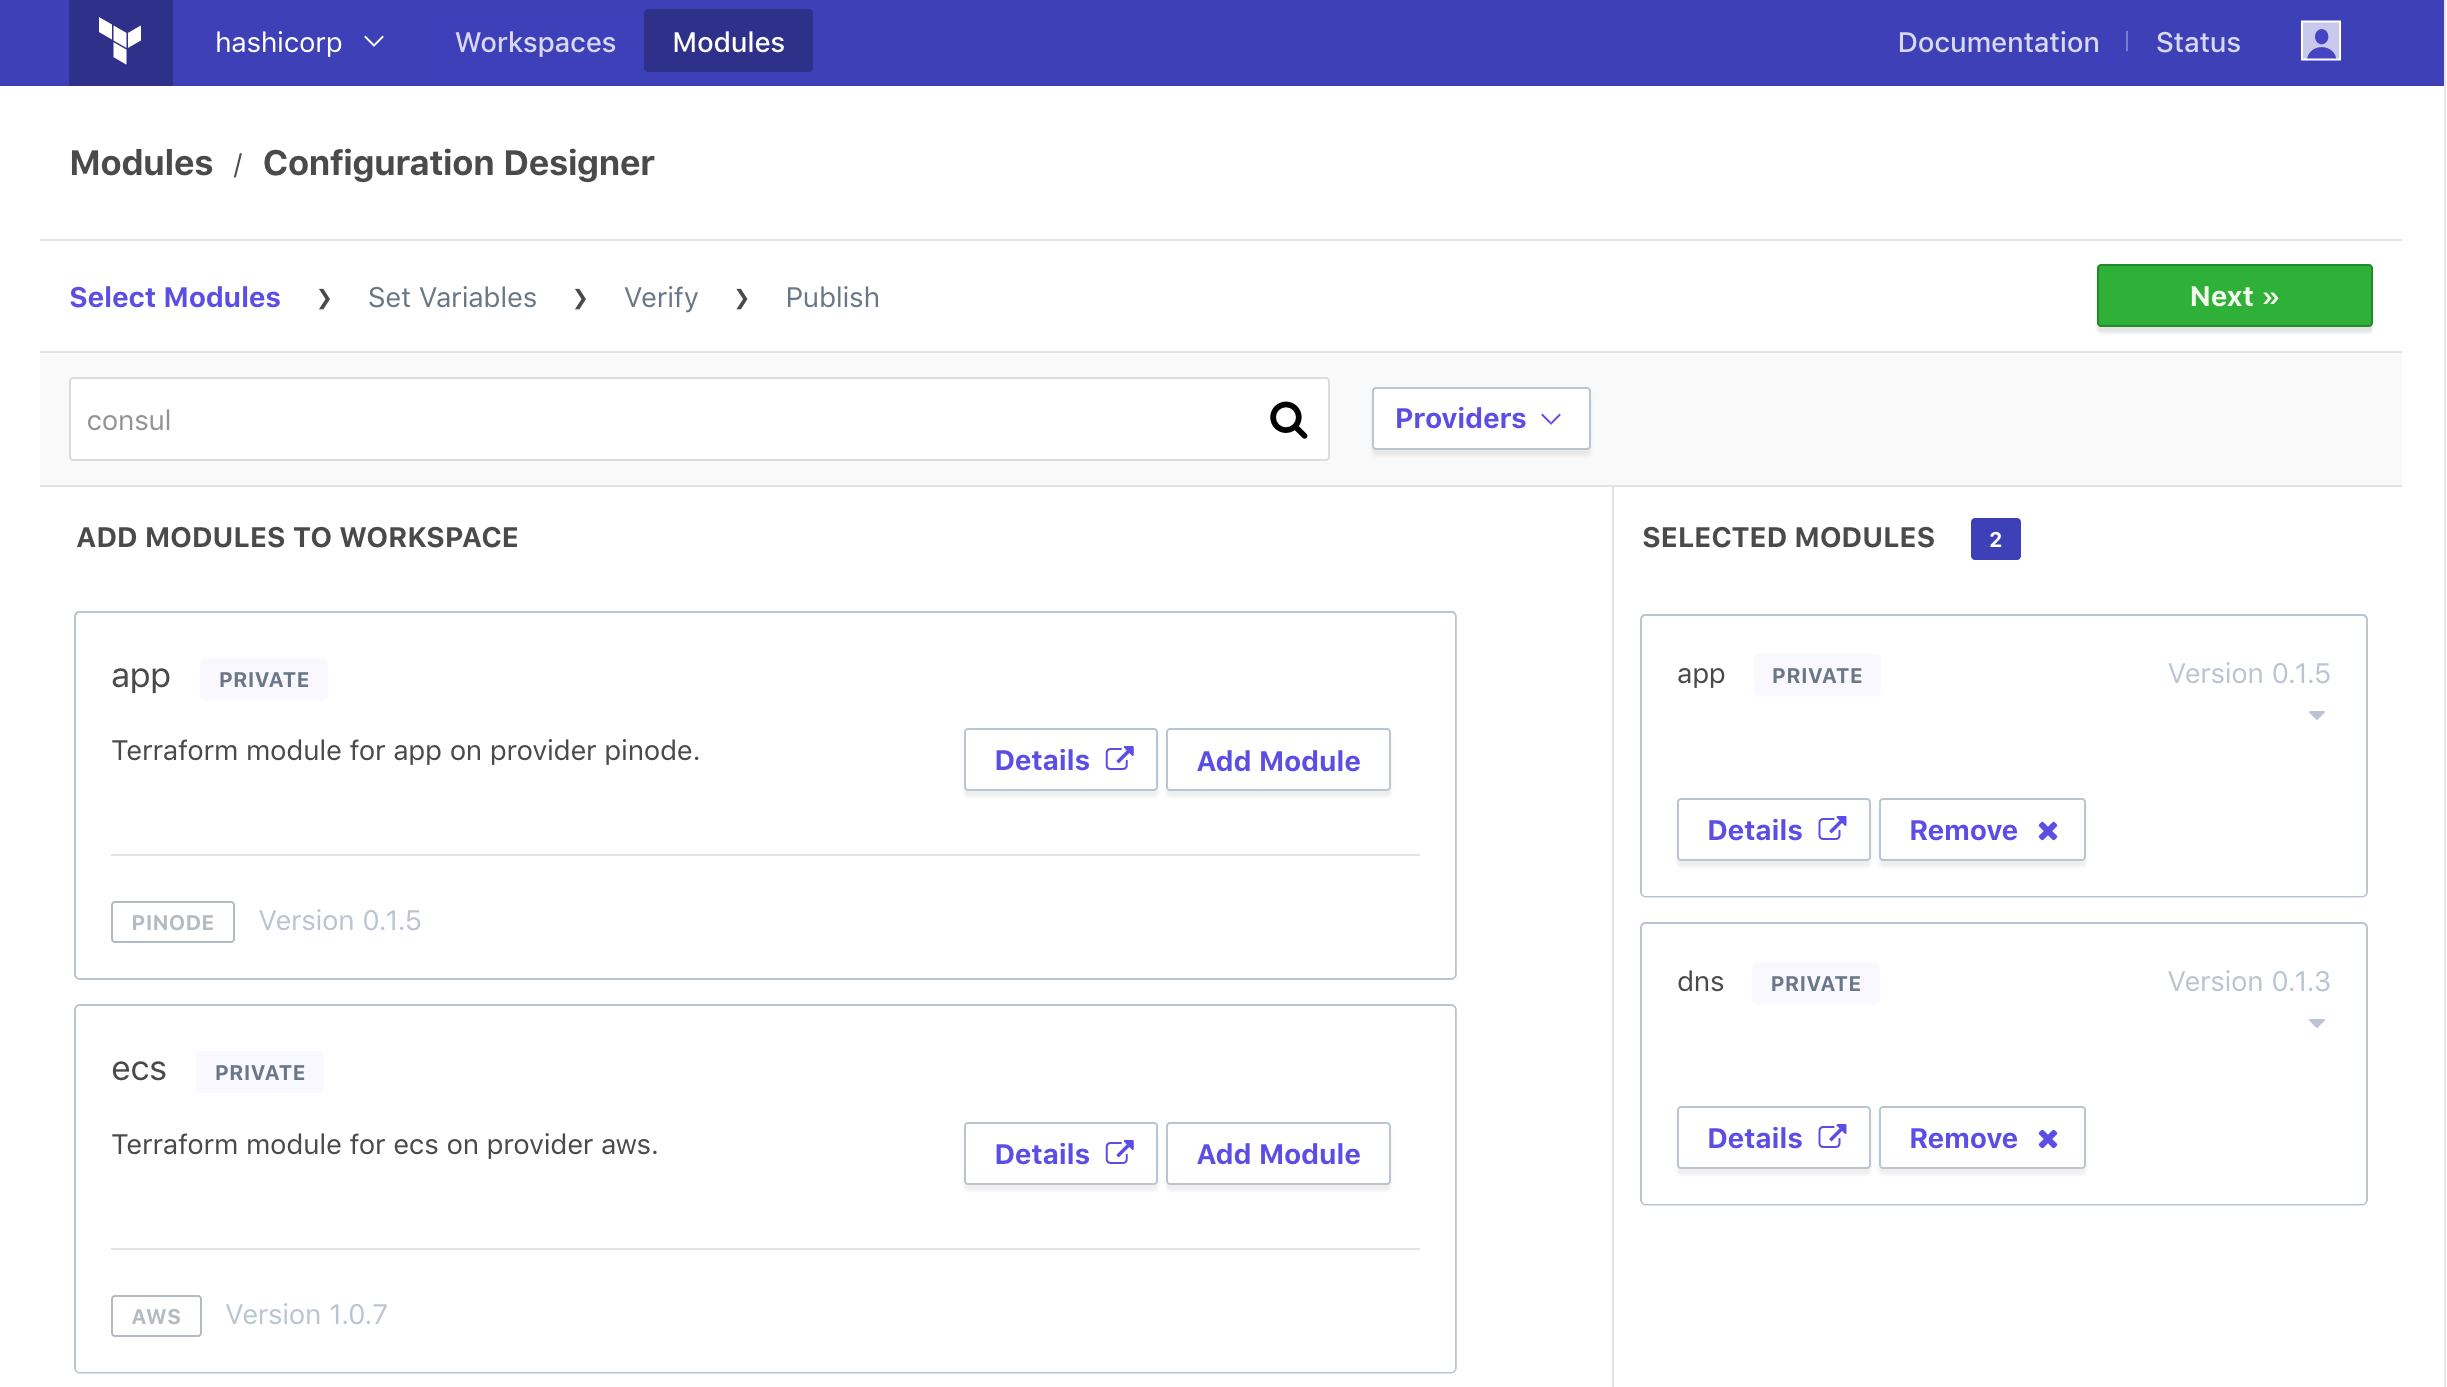 hashicorp Workspaces Modules Documentation Status
Modules / Configuration Designer
Select Modules ❯ Set Variables ❯ Verify ❯ Publish Next »
consul Providers
ADD MODULES TO WORKSPACE
app PRIVATE
Terraform module for app on provider pinode.
Details Add Module
PINODE Version 0.1.5
ecs PRIVATE
Terraform module for ecs on provider aws.
Details Add Module
AWS Version 1.0.7
SELECTED MODULES 2
app PRIVATE Version 0.1.5
Details Remove ✖
dns PRIVATE Version 0.1.3
Details Remove ✖